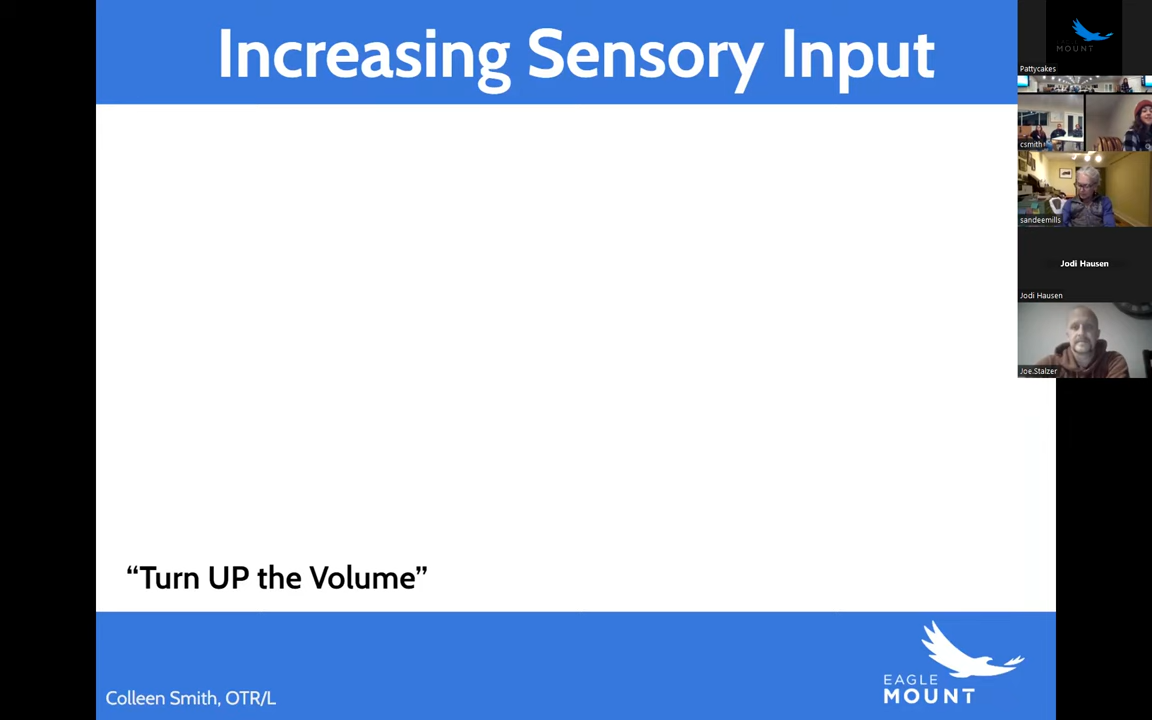 Increasing Sensory Input
“Turn UP the Volume”
Colleen Smith, OTR/L
EAGLE
MOUNT
MOUNT
Pattycakes
csmith
sandeemills
Jodi Hausen
Jodi Hausen
Joe.Stalzer